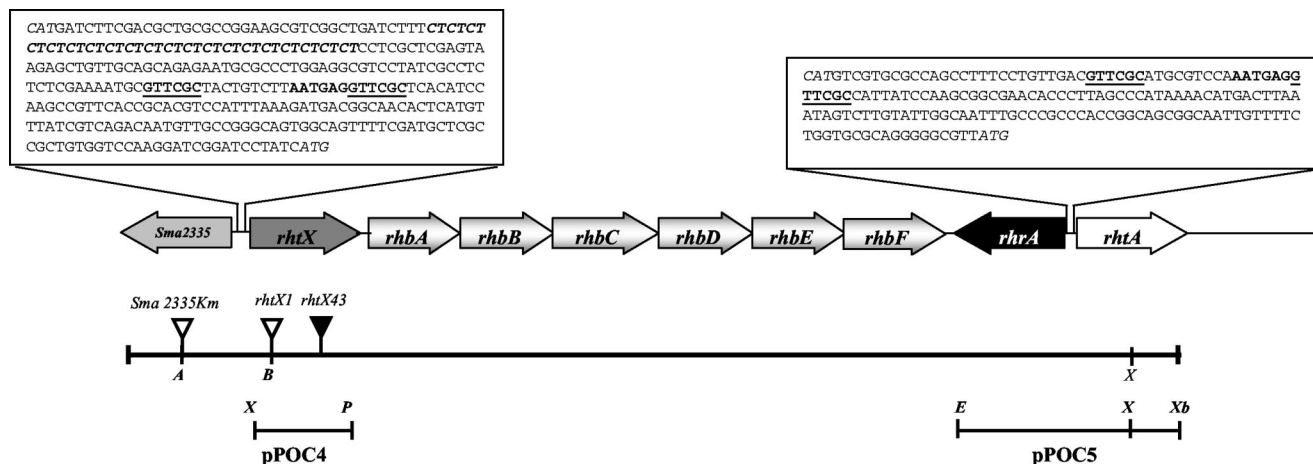 CATGATCTTCGACGCTGCGCCGGAAGCGTCGGCTGATCTTTCTCTCT
CTCTCTCTCTCTCTCTCTCTCTCTCTCTCTCTCTCTCCTCGCTCGAGTA
AGAGCTGTTGCAGCAGAGAATGCGCCCTGGAGGCGTCCTATCGCCTC
TCTCGAAAATGCGTTCGCTACTGTCTTAATGAGGTTCGCTCACATCC
AAGCCGTTCACCGCACGTCCATTTAAAGATGACGGCAACACTCATGT
TTATCGTCAGACAATGTTGCCGGGCAGTGGCAGTTTTCGATGCTCGC
CGCTGTGGTCCAAGGATCGGATCCTATCATG
CATGTCGTGCGCCAGCCTTTCCTGTTGACGTTCGCATGCGTCCAAATGAGG
TTCGCCATTATCCAAGCGGCGAACACCCTTAGCCCATAAAACATGACTTAA
ATAGTCTTGTATTGGCAATTTGCCCGCCCACCGGCAGCGGCAATTGTTTTC
TGGTGCGCAGGGGGCGTTATG
Sma2335 rhtX rhbA rhbB rhbC rhbD rhbE rhbF rhrA rhtA
Sma 2335Km rhtX1 rhtX43
A B X
X P E X Xb
pPOC4 pPOC5